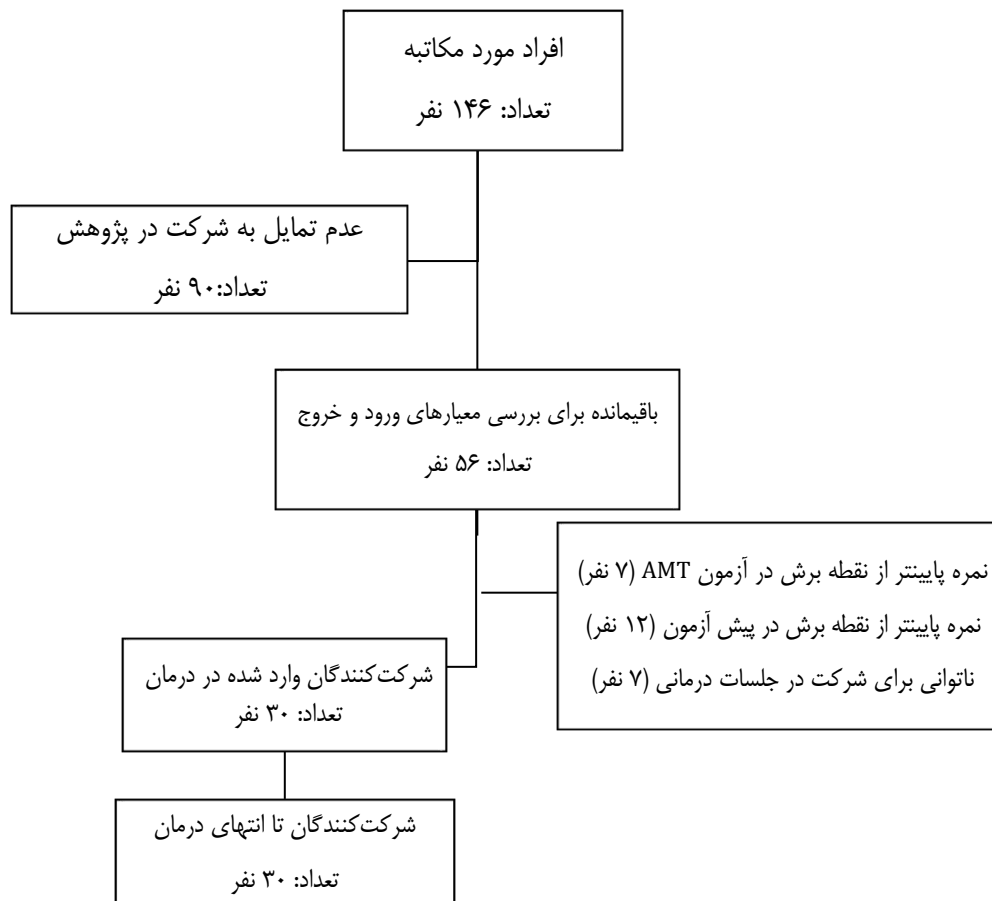 افراد مورد مکاتبه
تعداد: ۱۴۶ نفر
عدم تمایل به شرکت در پژوهش
تعداد:۹۰ نفر
باقیمانده برای بررسی معیارهای ورود و خروج
تعداد: ۵۶ نفر
نمره پایینتر از نقطه برش در آزمون AMT (۷ نفر)
نمره پایینتر از نقطه برش در پیش آزمون (۱۲ نفر)
ناتوانی برای شرکت در جلسات درمانی (۷ نفر)
شرکت‌کنندگان وارد شده در درمان
تعداد: ۳۰ نفر
شرکت‌کنندگان تا انتهای درمان
تعداد: ۳۰ نفر